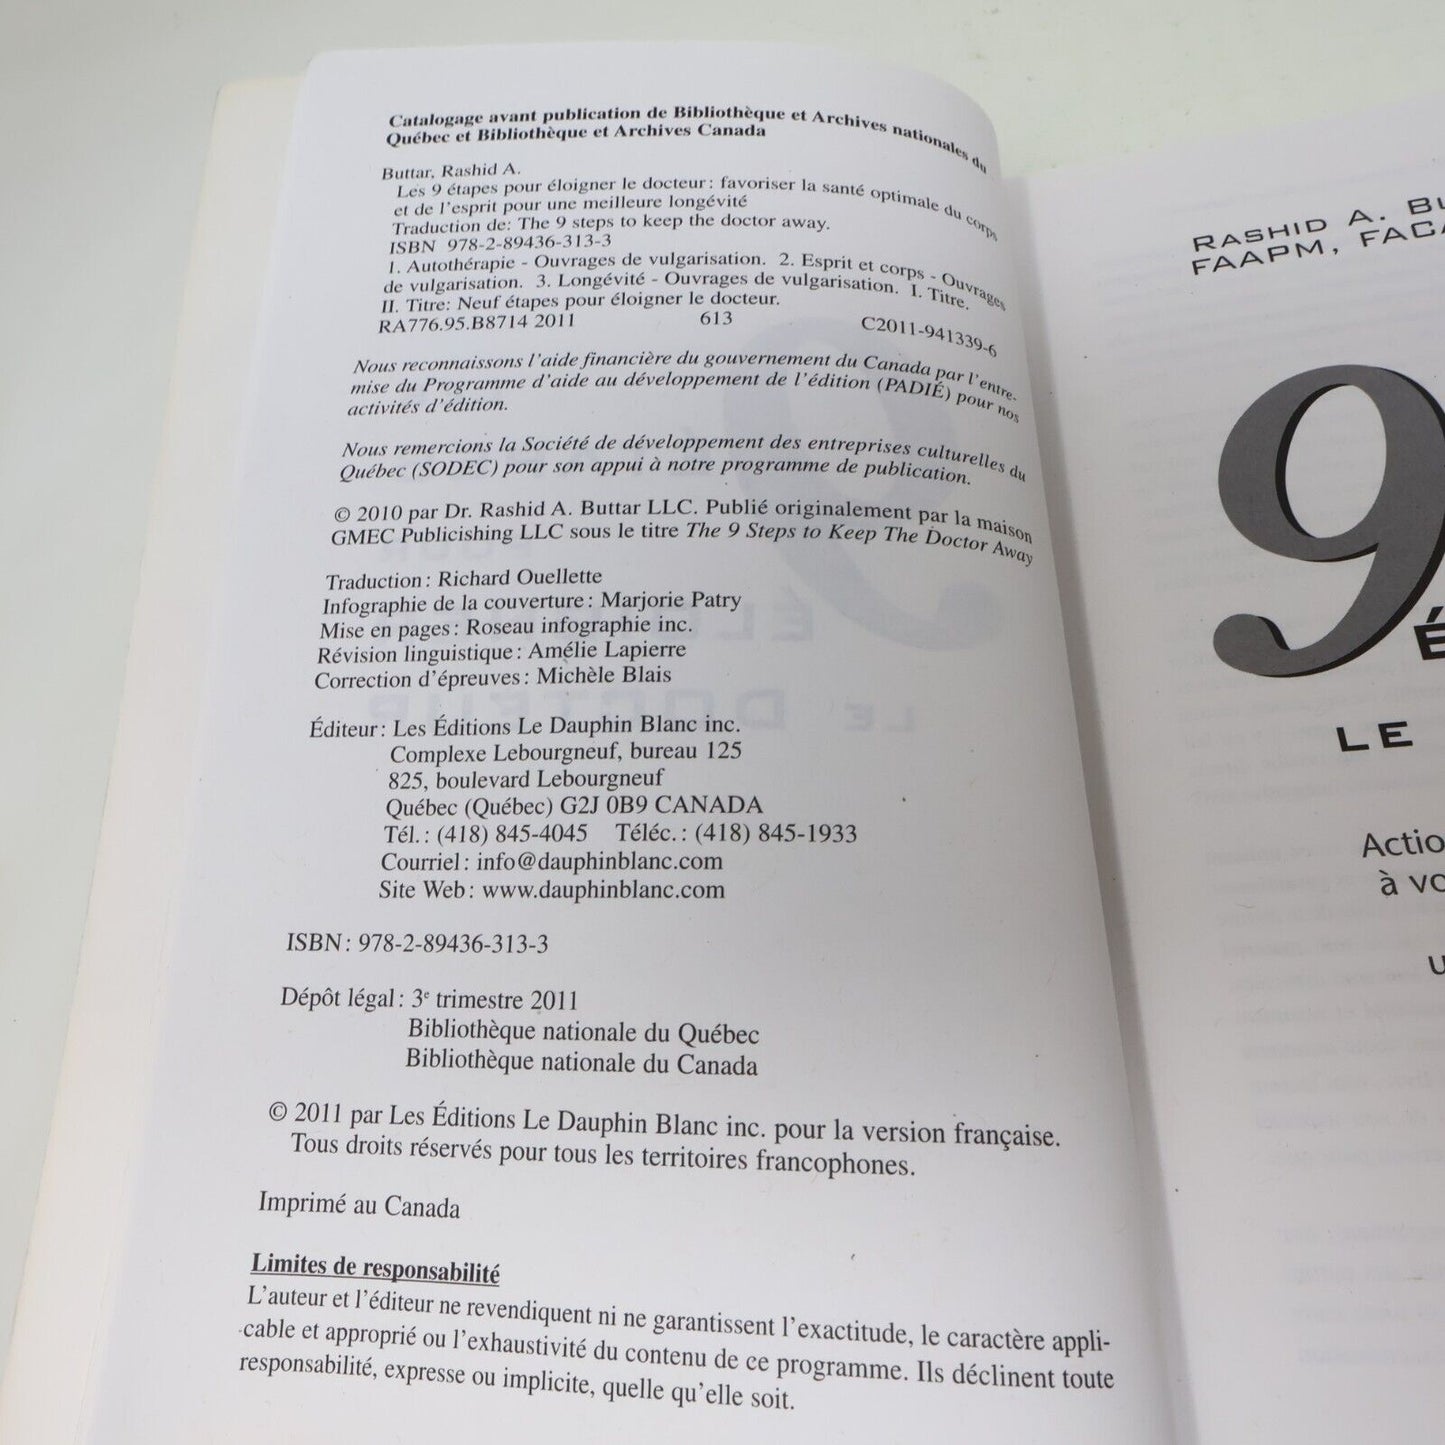 Catalogage avant publication de Bibliothèque et Archives nationales du
Québec et Bibliothèque et Archives Canada
Buttar, Rashid A.
Les 9 étapes pour éloigner le docteur : favoriser la santé optimale du corps
et de l'esprit pour une meilleure longévité
Traduction de: The 9 steps to keep the doctor away.
ISBN 978-2-89436-313-3
1. Autothérapie - Ouvrages de vulgarisation. 2. Esprit et corps - Ouvrages
de vulgarisation. 3. Longévité - Ouvrages de vulgarisation. I. Titre.
II. Titre: Neuf étapes pour éloigner le docteur.
RA776.95.B8714 2011 613 C2011-941339-6
Nous reconnaissons l'aide financière du gouvernement du Canada par l'entre-
mise du Programme d'aide au développement de l'édition (PADIÉ) pour nos
activités d'édition.
Nous remercions la Société de développement des entreprises culturelles du
Québec (SODEC) pour son appui à notre programme de publication.
© 2010 par Dr. Rashid A. Buttar LLC. Publié originalement par la maison
GMEC Publicishing LLC sous le titre The 9 Steps to Keep The Doctor Away
Traduction : Richard Ouellette
Infographie de la couverture : Marjorie Patry
Mise en pages : Roseau infographie inc.
Révision linguistique : Amélie Lapierre
Correction d'épreuves : Michèle Blais
Éditeur : Les Éditions Le Dauphin Blanc inc.
Complexe Lebourgneuf, bureau 125
825, boulevard Lebourgneuf
Québec (Québec) G2J 0B9 CANADA
Tél. : (418) 845-4045 Téléc. : (418) 845-1933
Courriel : info@dauphinblanc.com
Site Web : www.dauphinblanc.com
ISBN : 978-2-89436-313-3
Dépôt légal : 3e trimestre 2011
Bibliothèque nationale du Québec
Bibliothèque nationale du Canada
© 2011 par Les Éditions Le Dauphin Blanc inc. pour la version française.
Tous droits réservés pour tous les territoires francophones.
Imprimé au Canada
Limites de responsabilité
L'auteur et l'éditeur ne revendiquent ni ne garantissent l'exactitude, le caractère appli-
cable et approprié ou l'exhaustivité du contenu de ce programme. Ils déclinent toute
responsabilité, expresse ou implicite, quelle qu'elle soit.
RASHID A.
FAAPM,
9
LE
à